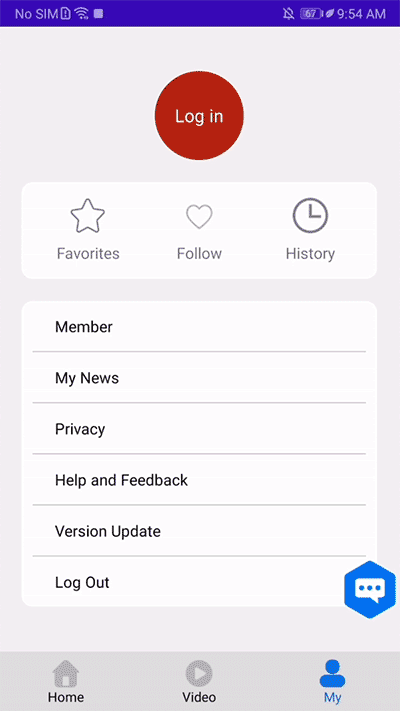 No SIM 67 9:54 AM
Log in
Favorites Follow History
Member
My News
Privacy
Help and Feedback
Version Update
Log Out
Home Video My